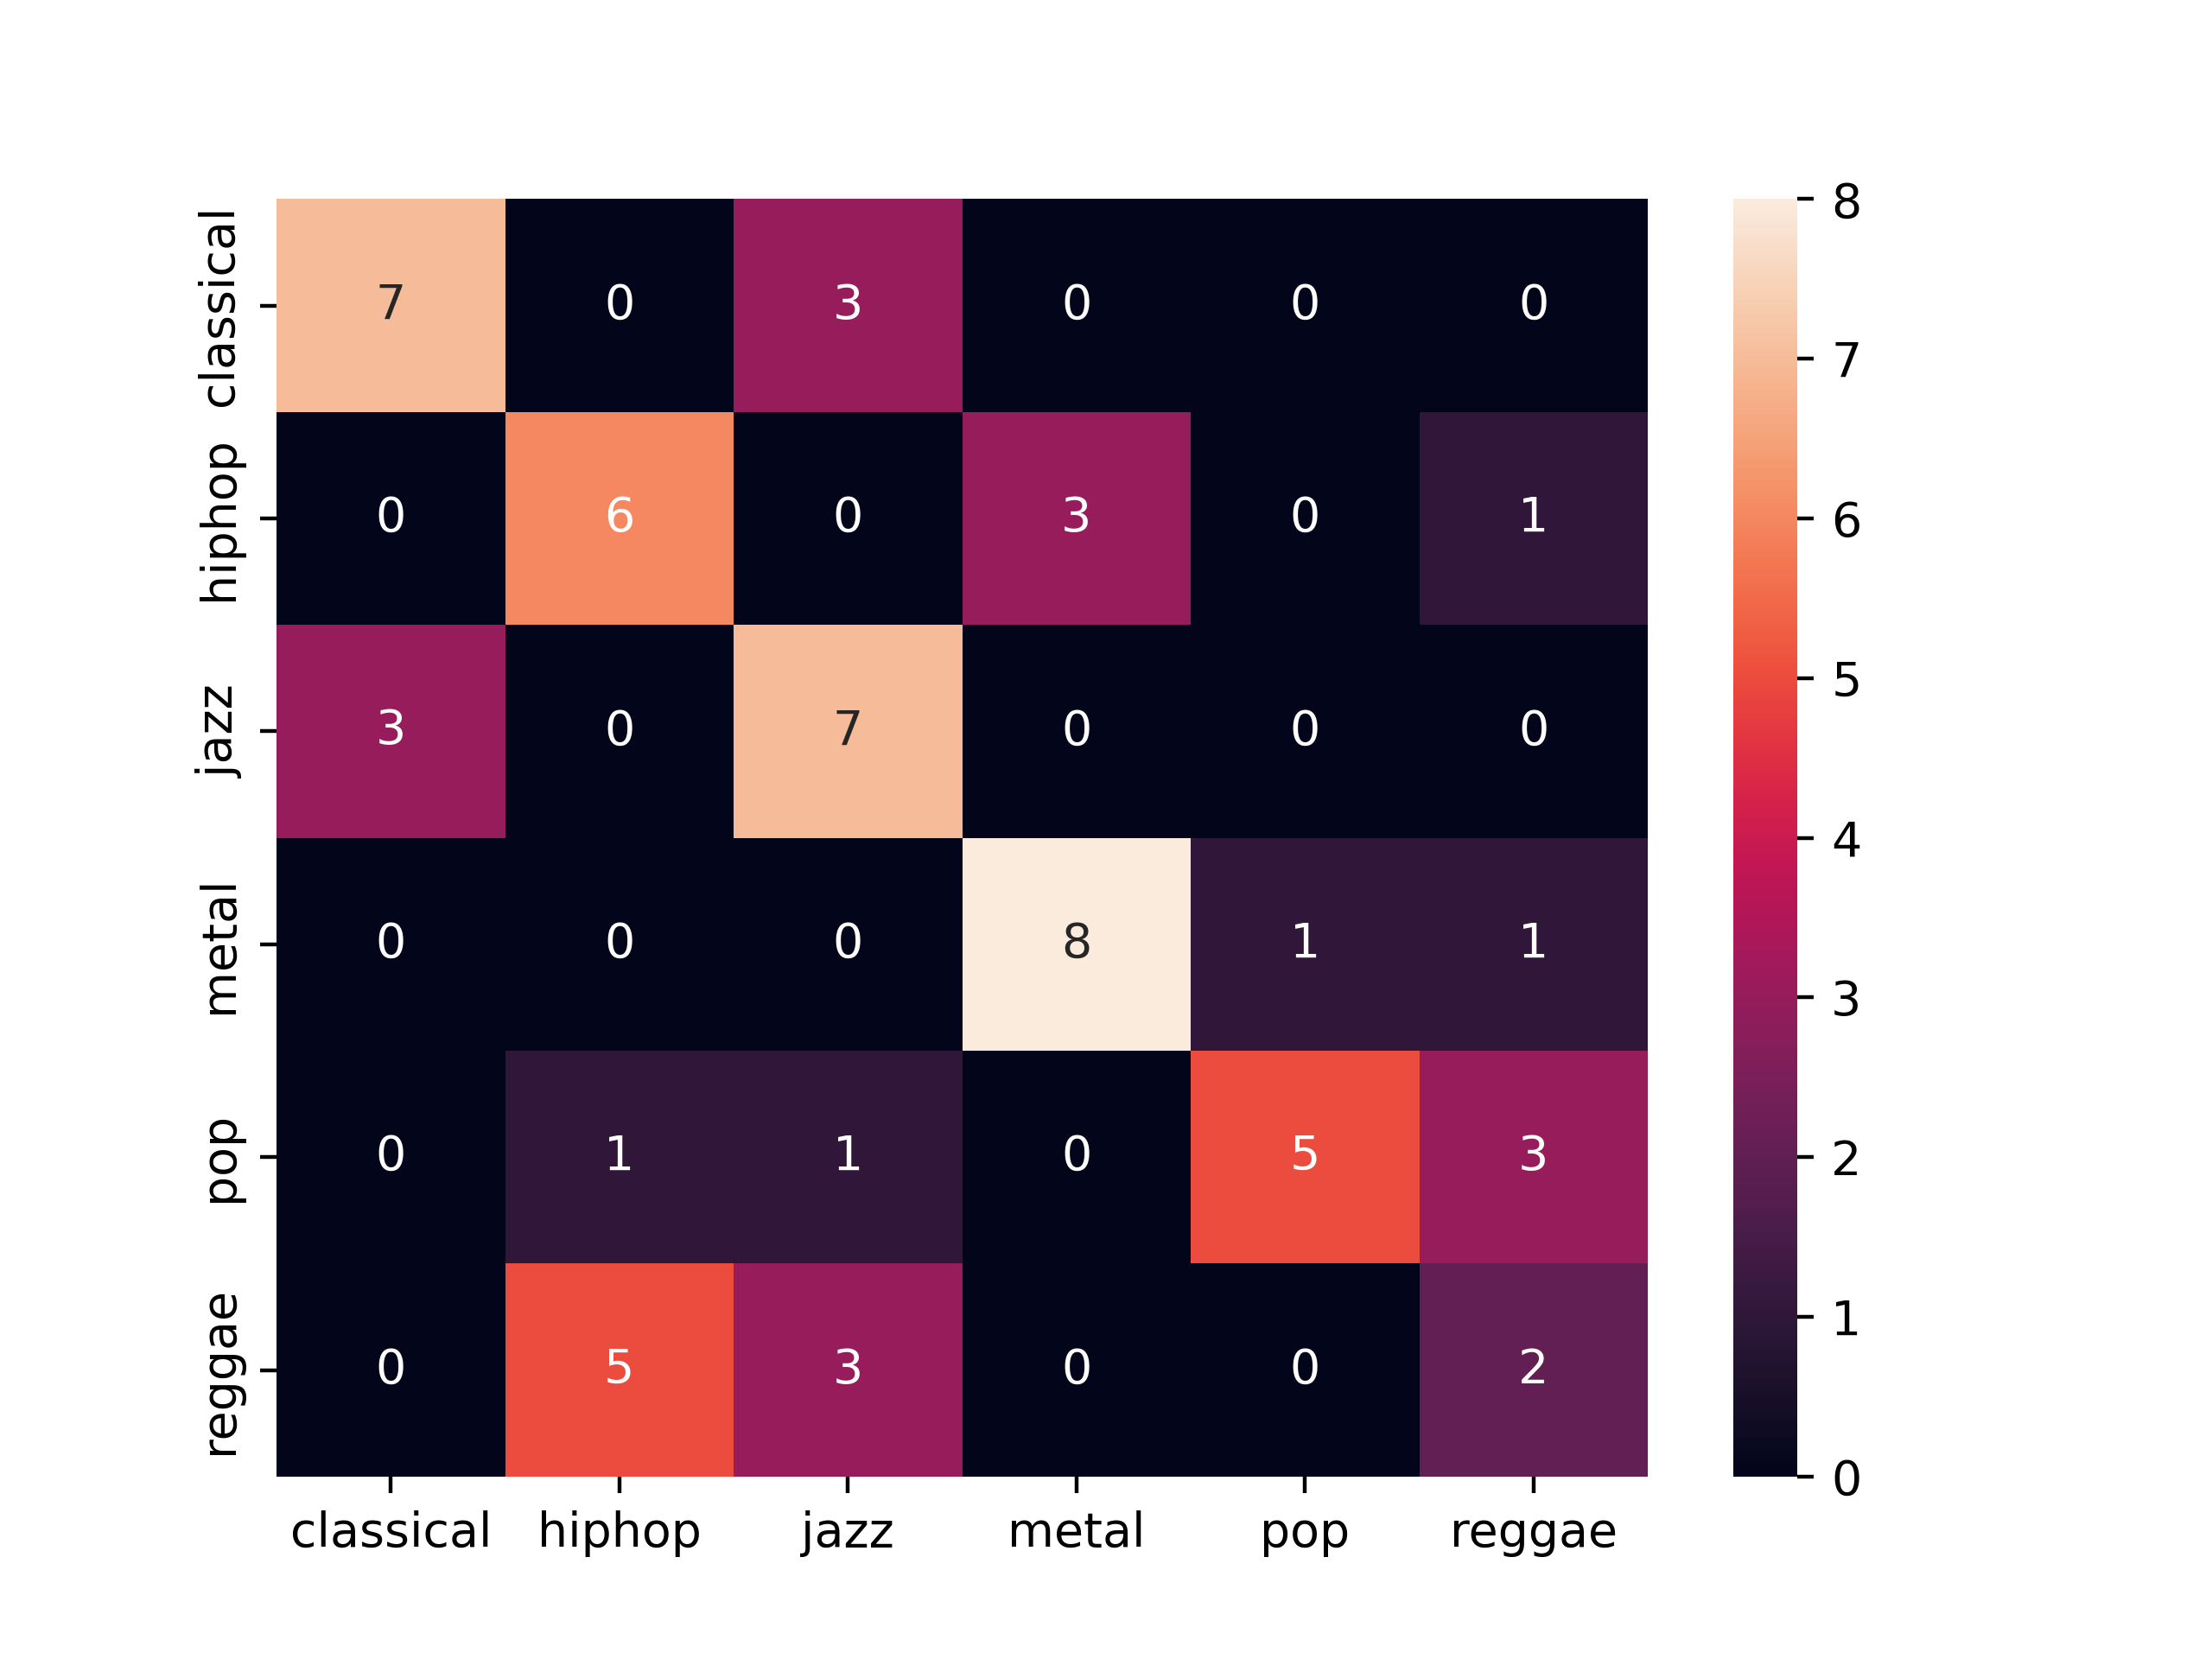 classical 7 0 3 0 0 0
hiphop 0 6 0 3 0 1
jazz 3 0 7 0 0 0
metal 0 0 0 8 1 1
pop 0 1 1 0 5 3
reggae 0 5 3 0 0 2
classical hiphop jazz metal pop reggae
8
7
6
5
4
3
2
1
0